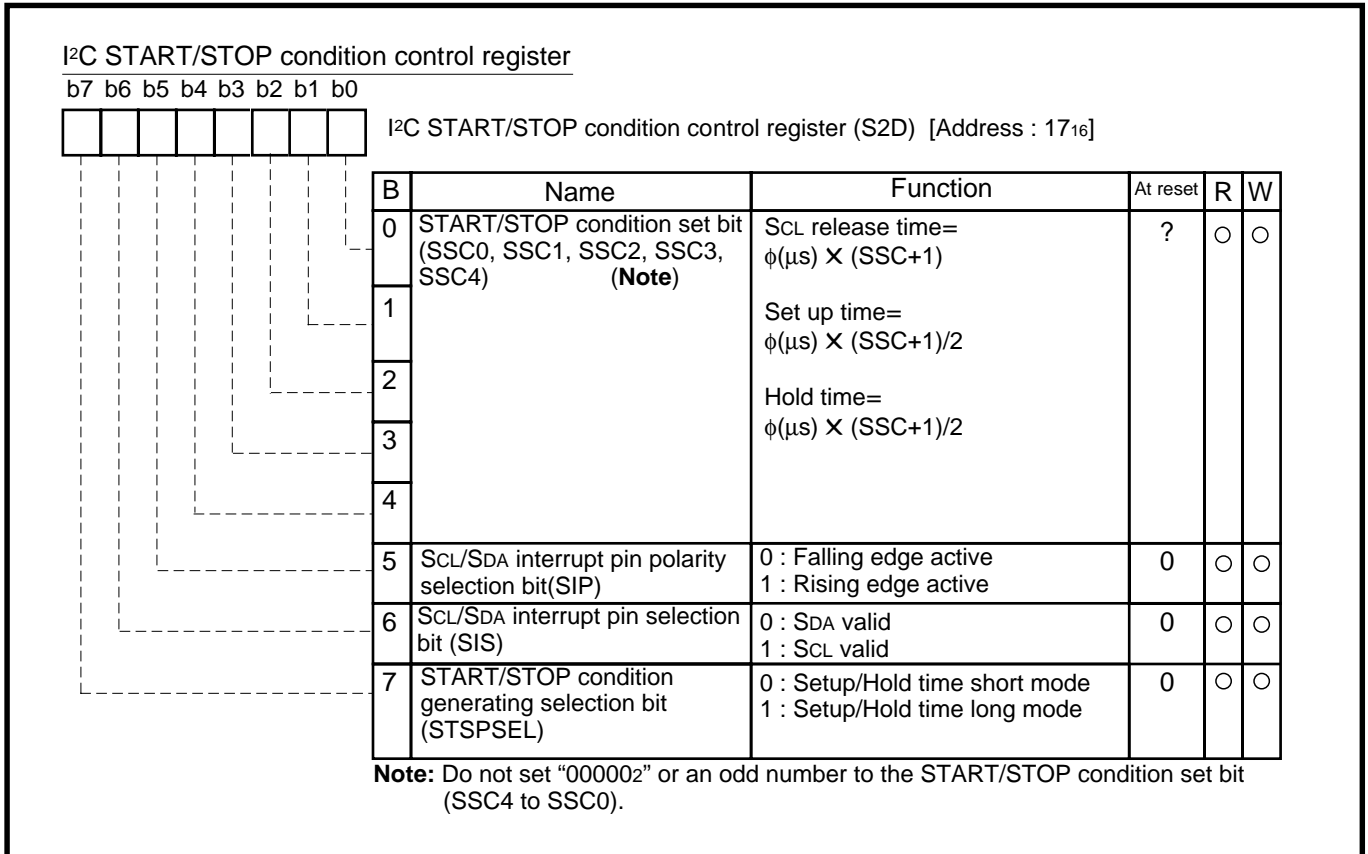 I²C START/STOP condition control register
b7 b6 b5 b4 b3 b2 b1 b0
I²C START/STOP condition control register (S2D) [Address : 17₁₆]
B Name Function At reset R W
0 START/STOP condition set bit (SSC0, SSC1, SSC2, SSC3, SSC4) (Note)
SCL release time=
φ(μs) × (SSC+1)
? ○ ○
1
Set up time=
φ(μs) × (SSC+1)/2
2
Hold time=
φ(μs) × (SSC+1)/2
3
4
5 SCL/SDA interrupt pin polarity
selection bit(SIP)
0 : Falling edge active
1 : Rising edge active
0 ○ ○
6 SCL/SDA interrupt pin selection
bit (SIS)
0 : SDA valid
1 : SCL valid
0 ○ ○
7 START/STOP condition
generating selection bit
(STSPSEL)
0 : Setup/Hold time short mode
1 : Setup/Hold time long mode
0 ○ ○
Note: Do not set “00000₂” or an odd number to the START/STOP condition set bit
(SSC4 to SSC0).